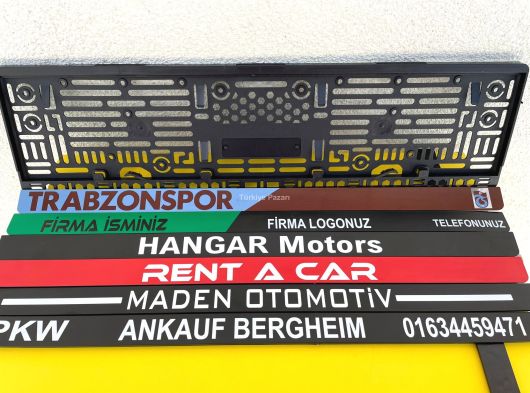 TRABZONSPOR
Türkiye Pazarı
FİRMA İSMİNİZ FİRMA LOGONUZ TELEFONUNUZ
HANGAR Motors
RENT A CAR
MADEN OTOMOTİV
PKW ANKAUF BERGHEIM 01634459471